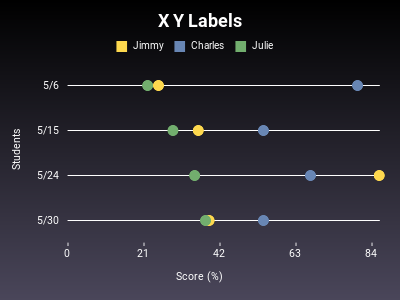 X Y Labels
Jimmy Charles Julie
5/6
5/15
5/24
5/30
Students
0 21 42 63 84
Score (%)